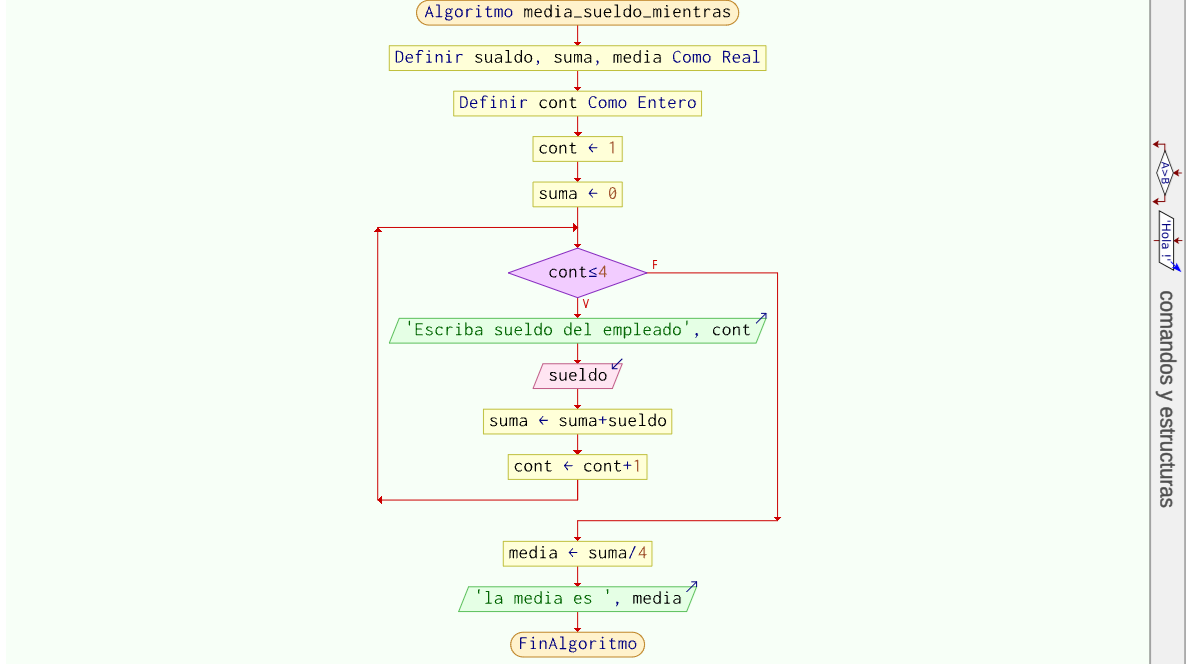 Algoritmo media_sueldo_mientras
Definir sualdo, suma, media Como Real
Definir cont Como Entero
cont ← 1
suma ← 0
cont≤4
F
V
'Escriba sueldo del empleado', cont
sueldo
suma ← suma+sueldo
cont ← cont+1
media ← suma/4
'la media es ', media
FinAlgoritmo
A>B
'Hola !'
comandos y estructuras